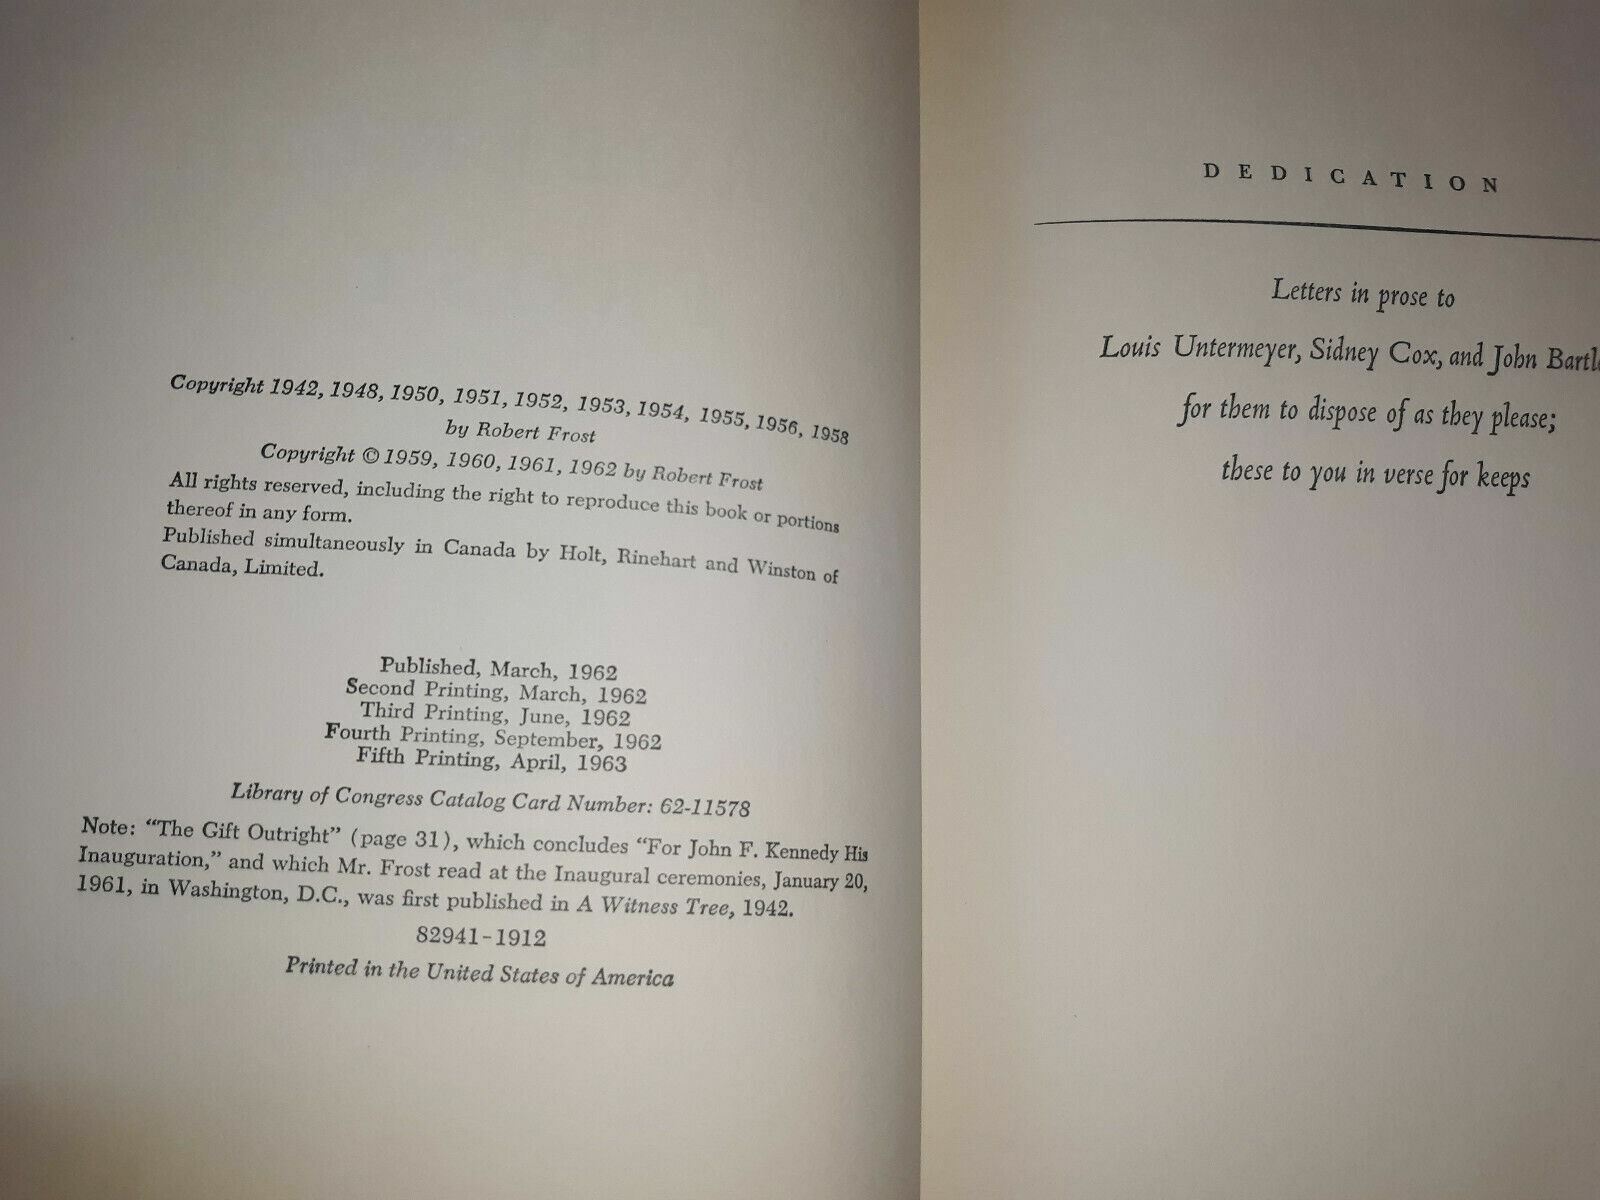 Copyright 1942, 1948, 1950, 1951, 1952, 1953, 1954, 1955, 1956, 1958
by Robert Frost
Copyright © 1959, 1960, 1961, 1962 by Robert Frost
All rights reserved, including the right to reproduce this book or portions
thereof in any form.
Published simultaneously in Canada by Holt, Rinehart and Winston of
Canada, Limited.
Published, March, 1962
Second Printing, March, 1962
Third Printing, June, 1962
Fourth Printing, September, 1962
Fifth Printing, April, 1963
Library of Congress Catalog Card Number: 62-11578
Note: "The Gift Outright" (page 31), which concludes "For John F. Kennedy His
Inauguration," and which Mr. Frost read at the Inaugural ceremonies, January 20,
1961, in Washington, D.C., was first published in A Witness Tree, 1942.
82941-1912
Printed in the United States of America
DEDICATION
Letters in prose to
Louis Untermeyer, Sidney Cox, and John
for them to dispose of as they please;
these to you in verse for keeps